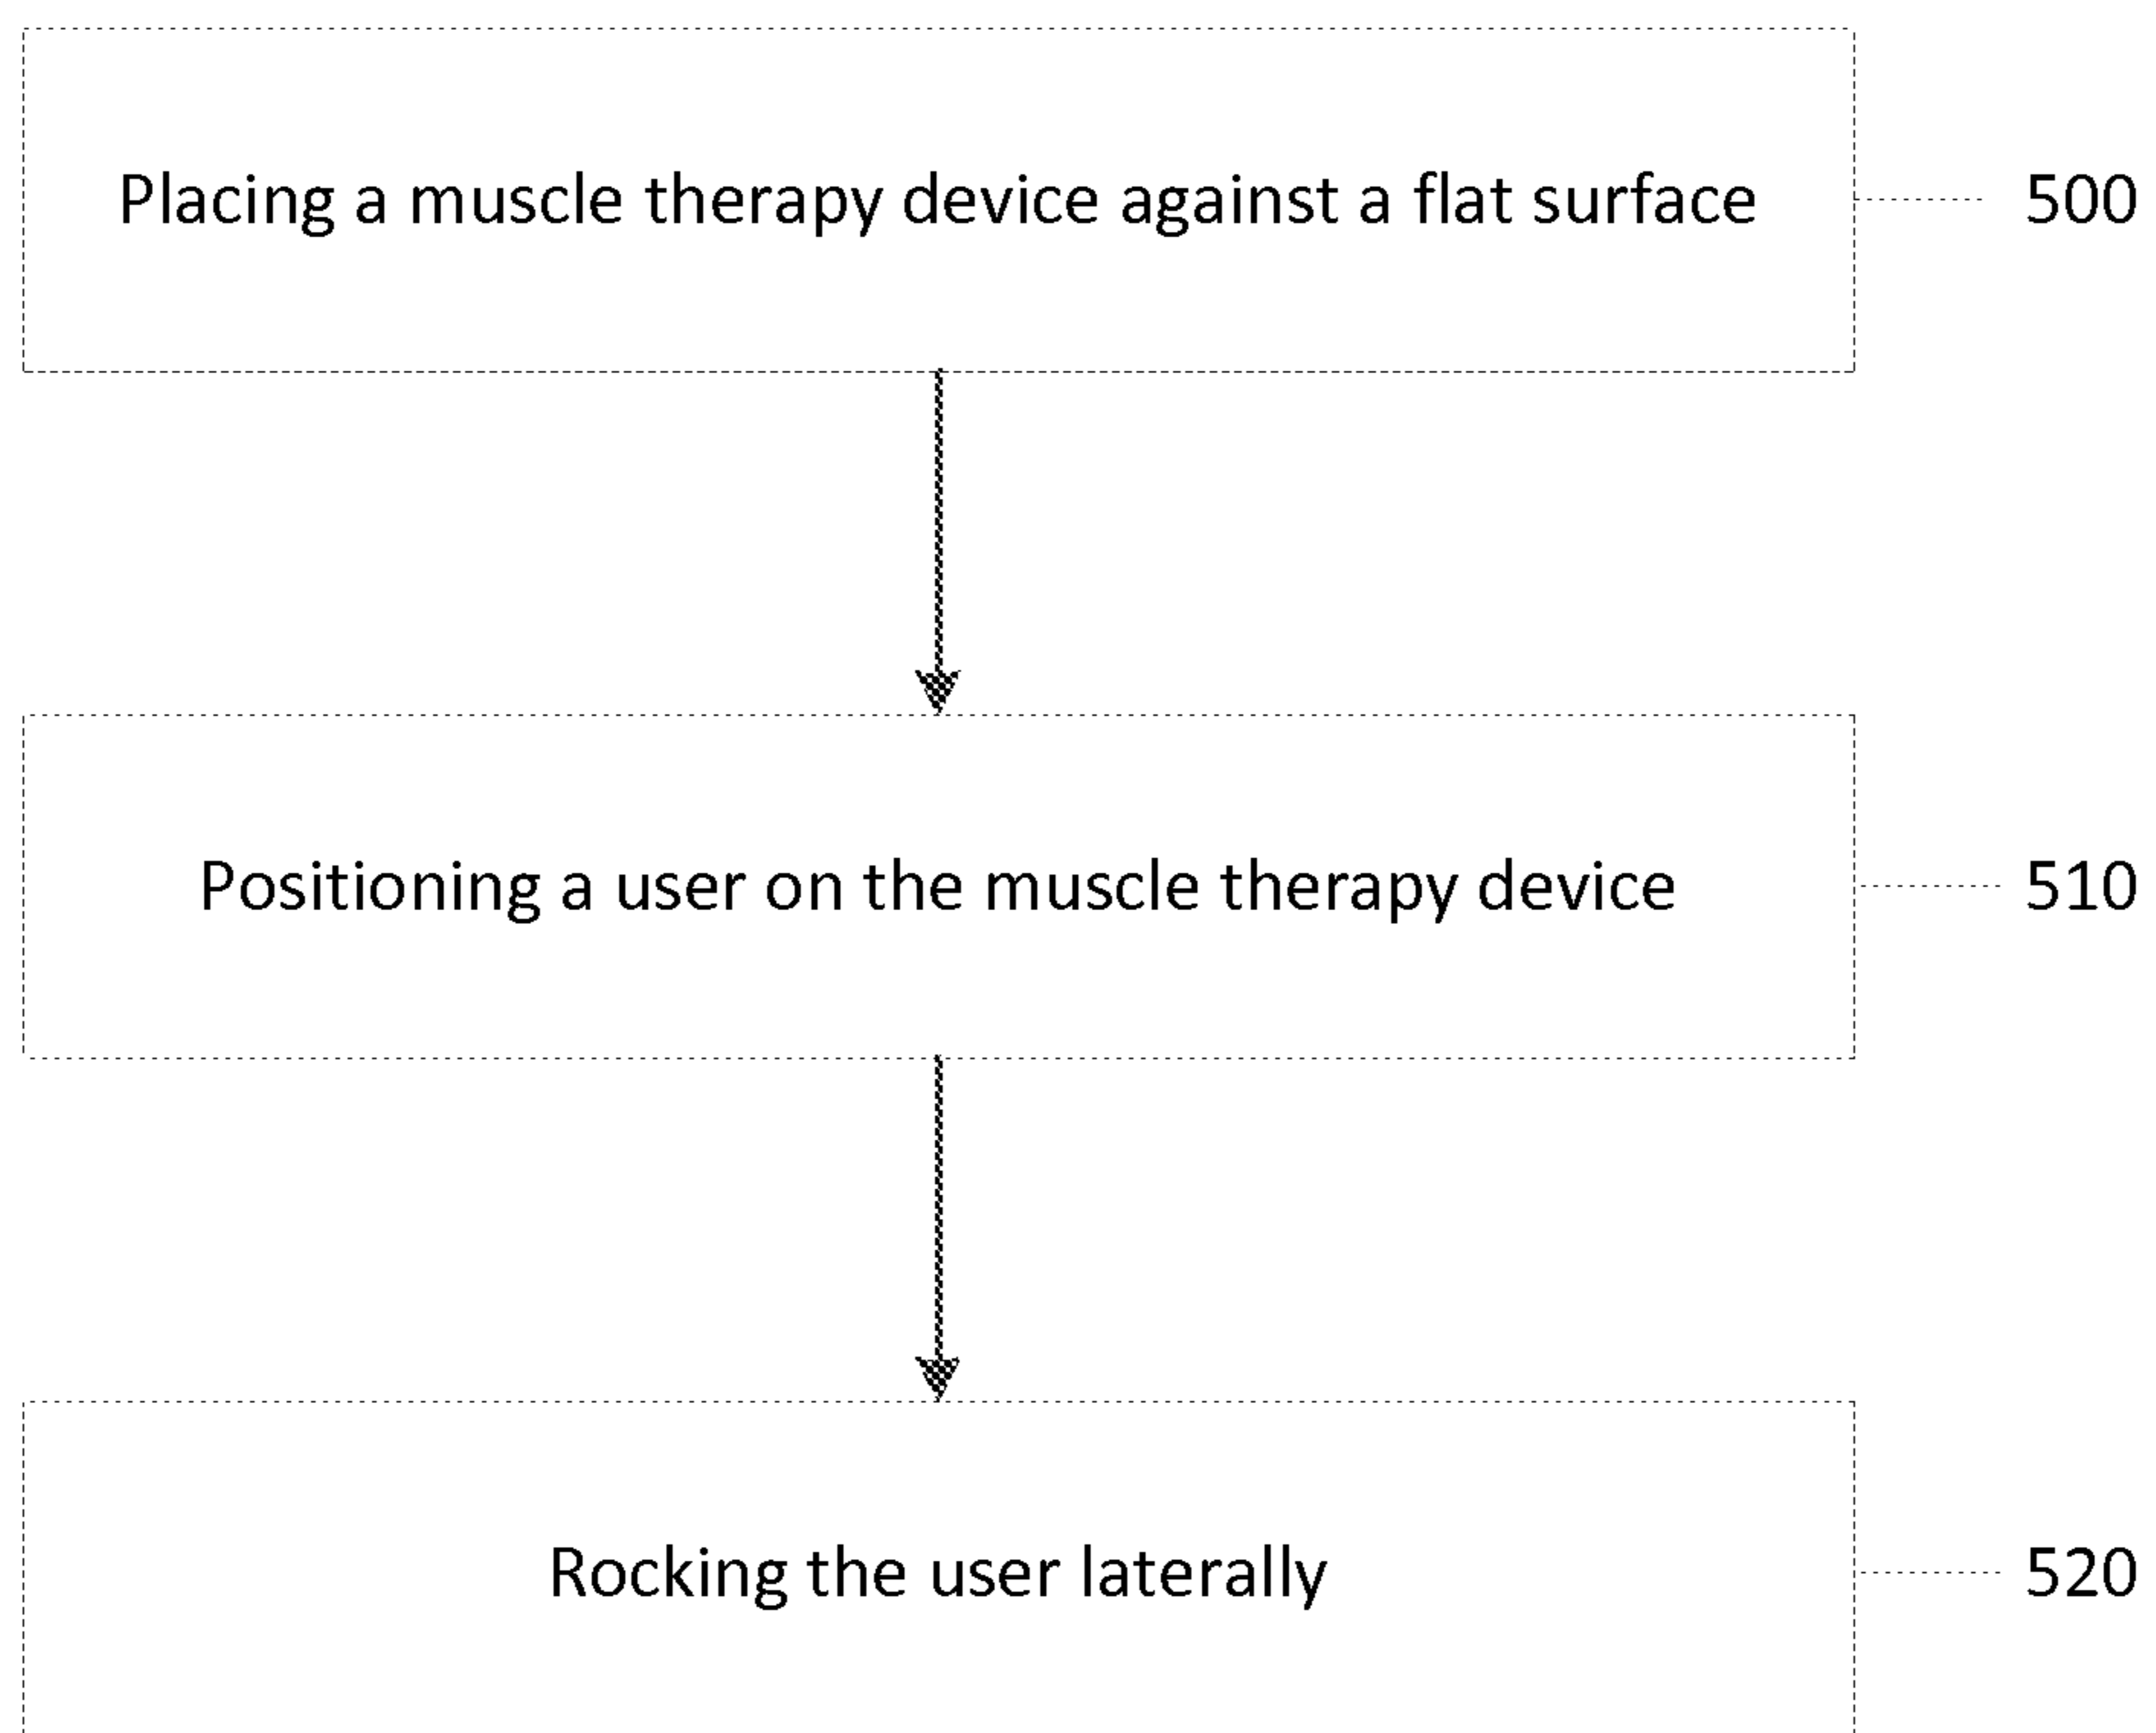 Placing a muscle therapy device against a flat surface
500
Positioning a user on the muscle therapy device
510
Rocking the user laterally
520